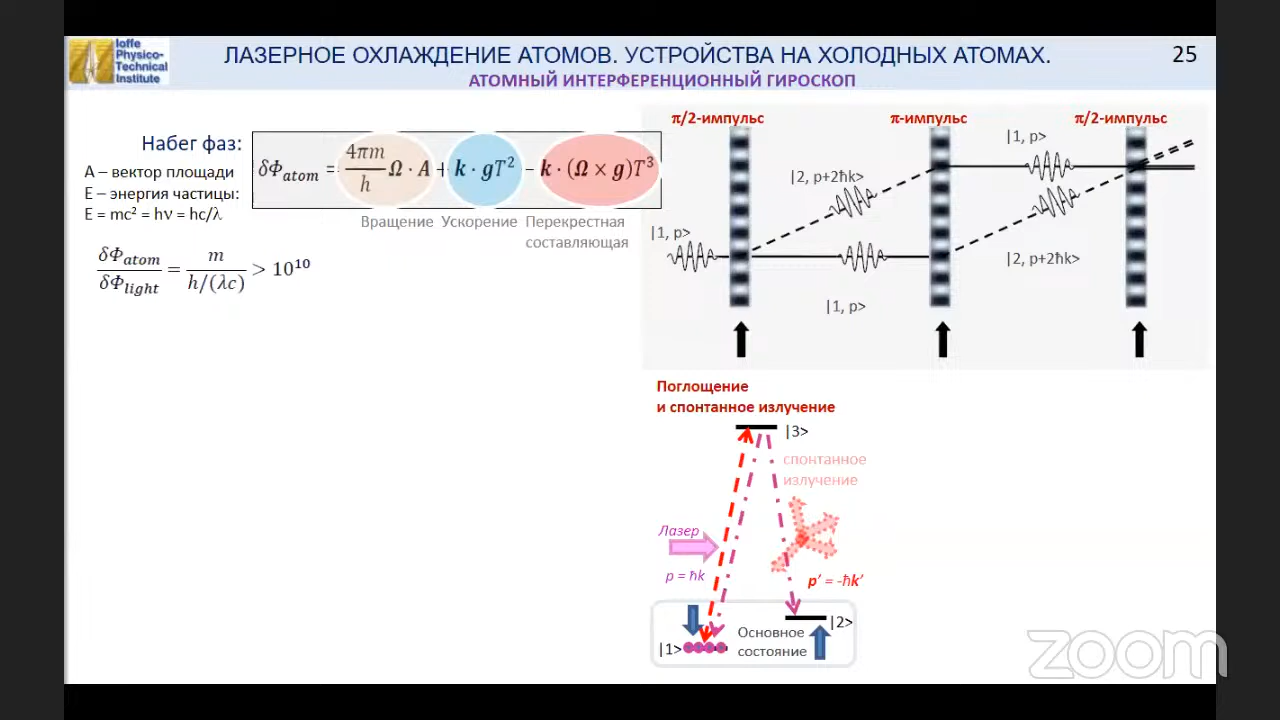 Ioffe
Physico-
Technical
Institute
ЛАЗЕРНОЕ ОХЛАЖДЕНИЕ АТОМОВ. УСТРОЙСТВА НА ХОЛОДНЫХ АТОМАХ.
25
АТОМНЫЙ ИНТЕРФЕРЕНЦИОННЫЙ ГИРОСКОП
Набег фаз:
A – вектор площади
E – энергия частицы:
E = mc² = hν = hc/λ
δΦ_atom = 4πm/h Ω · A + k · gT² − k · (Ω × g)T³
Вращение Ускорение Перекрестная
составляющая
δΦ_atom/δΦ_light = m/(h/(λc)) > 10¹⁰
π/2-импульс
π-импульс
π/2-импульс
|1, p>
|2, p+2ħk>
|1, p>
|2, p+2ħk>
|1, p>
Поглощение
и спонтанное излучение
|3>
спонтанное
излучение
Лазер
p = ħk
p′ = -ħk′
|2>
Основное
состояние
|1>
zoom